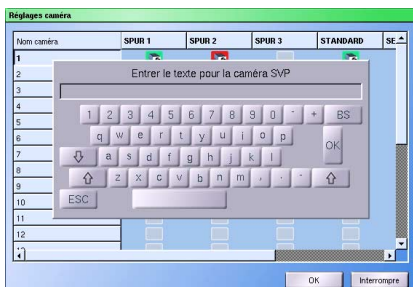 Réglages caméra
Nom caméra SPUR 1 SPUR 2 SPUR 3 STANDARD SE
1
2
3
4
5
6
7
8
9
10
11
12
Entrer le texte pour la caméra SVP
1 2 3 4 5 6 7 8 9 0 - + BS
q w e r t y u i o p OK
a s d f g h j k l
z x c v b n m , . -
ESC
OK Interrompre